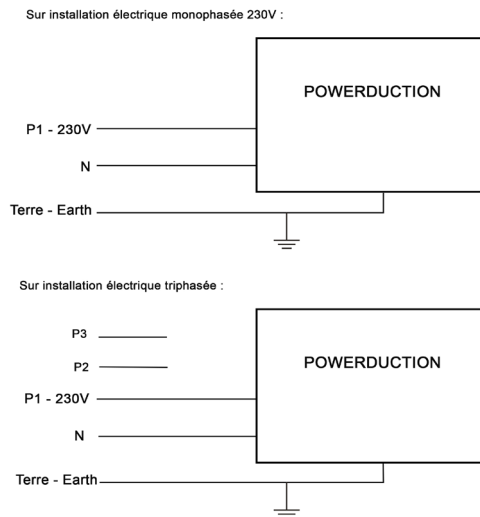 Sur installation électrique monophasée 230V :
POWERDUCTION
P1 - 230V
N
Terre - Earth
Sur installation électrique triphasée :
P3
P2
POWERDUCTION
P1 - 230V
N
Terre - Earth